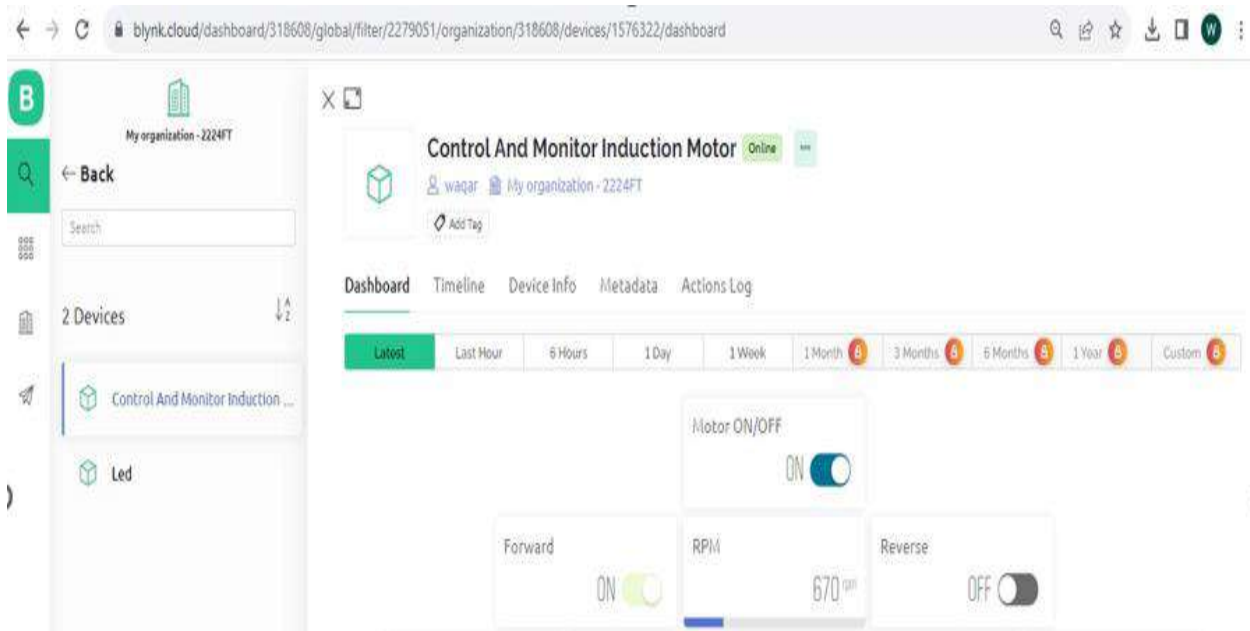 blynk.cloud/dashboard/318608/global/filter/2279051/organization/318608/devices/1576322/dashboard
W
B
My organization - 2224FT
← Back
Search
2 Devices
A
Z
Control And Monitor Induction ...
Led
Control And Monitor Induction Motor Online
waqar My organization - 2224FT
Add Tag
Dashboard Timeline Device Info Metadata Actions Log
Latest Last Hour 6 Hours 1 Day 1 Week 1 Month 3 Months 6 Months 1 Year Custom
Motor ON/OFF
ON
Forward RPM Reverse
ON 670 rpm OFF